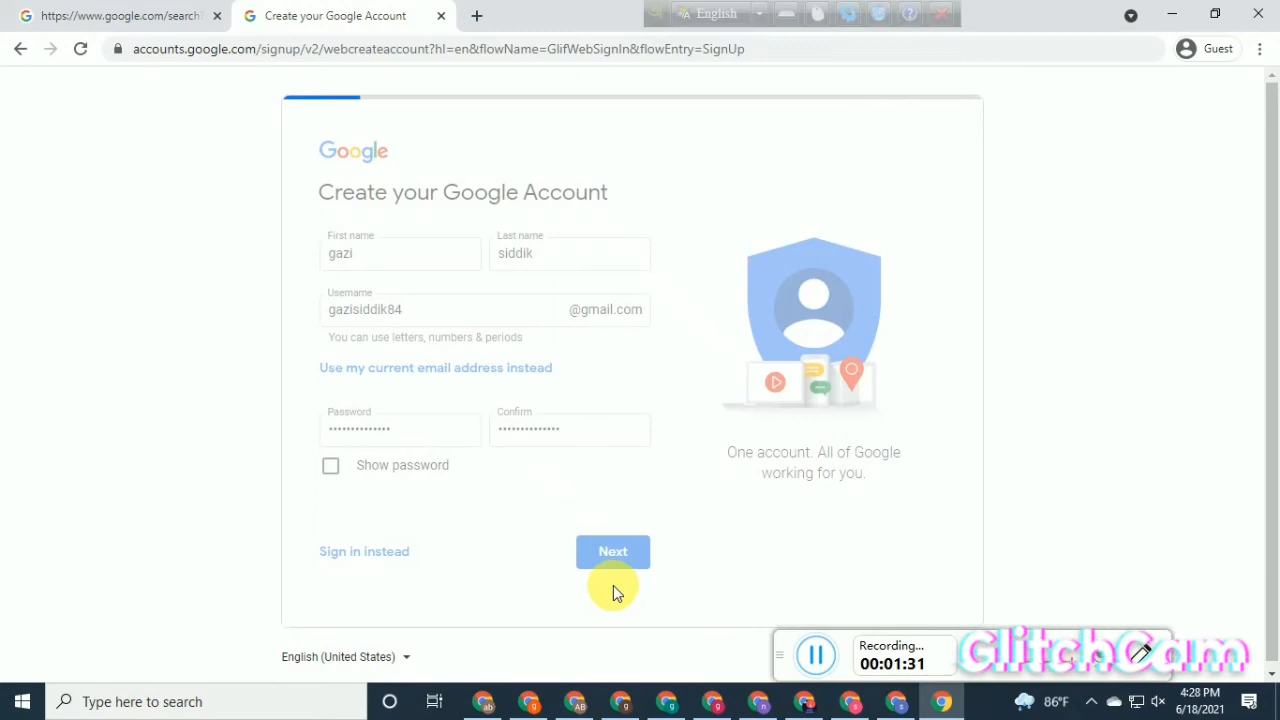 https://www.google.com/search?
Create your Google Account
English
accounts.google.com/signup/v2/webcreateaccount?hl=en&flowName=GlifWebSignIn&flowEntry=SignUp
Guest
Google
Create your Google Account
First name
Last name
gazi
siddik
Username
gazisiddik84
@gmail.com
You can use letters, numbers & periods
Use my current email address instead
Password
Confirm
••••••••••••••
••••••••••••••
Show password
One account. All of Google
working for you.
Sign in instead
Next
English (United States)
Recording...
00:01:31
ClitchCam
Type here to search
86°F
4:28 PM
6/18/2021